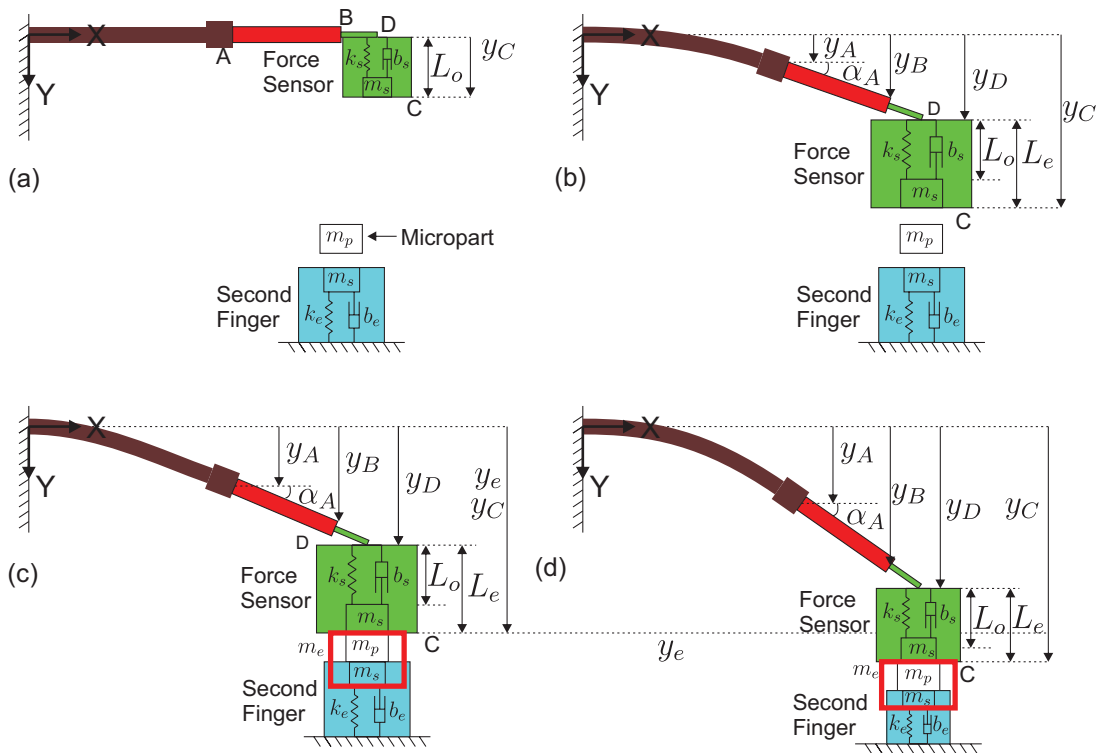 X
Y
A
B
D
Force
Sensor
k_s
b_s
m_s
C
L_o
y_C
(a)
m_p
Micropart
m_s
Second
Finger
k_e
b_e
X
Y
y_A
α_A
y_B
y_D
y_C
D
Force
Sensor
k_s
b_s
m_s
L_o
L_e
C
(b)
m_p
m_s
Second
Finger
k_e
b_e
X
Y
y_A
α_A
y_B
y_D
y_e
y_C
D
(c)
Force
Sensor
k_s
b_s
m_s
L_o
L_e
C
m_e
m_p
m_s
Second
Finger
k_e
b_e
y_e
X
Y
y_A
α_A
y_B
y_D
y_C
(d)
Force
Sensor
k_s
b_s
m_s
L_o
L_e
C
m_e
m_p
m_s
Second
Finger
k_e
b_e